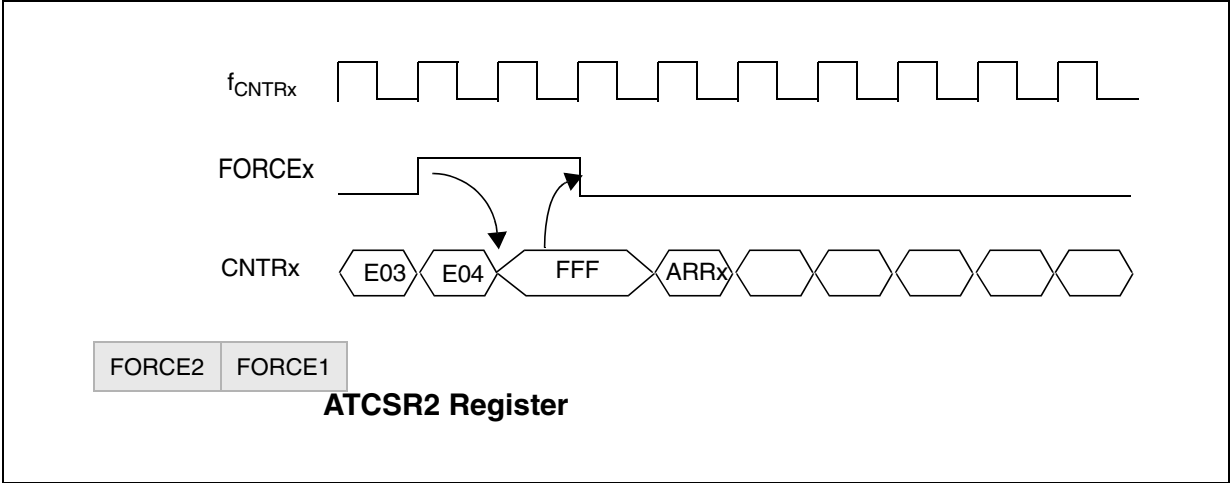 fCNTRx
FORCEx
CNTRx E03 E04 FFF ARRx
FORCE2 FORCE1
ATCSR2 Register